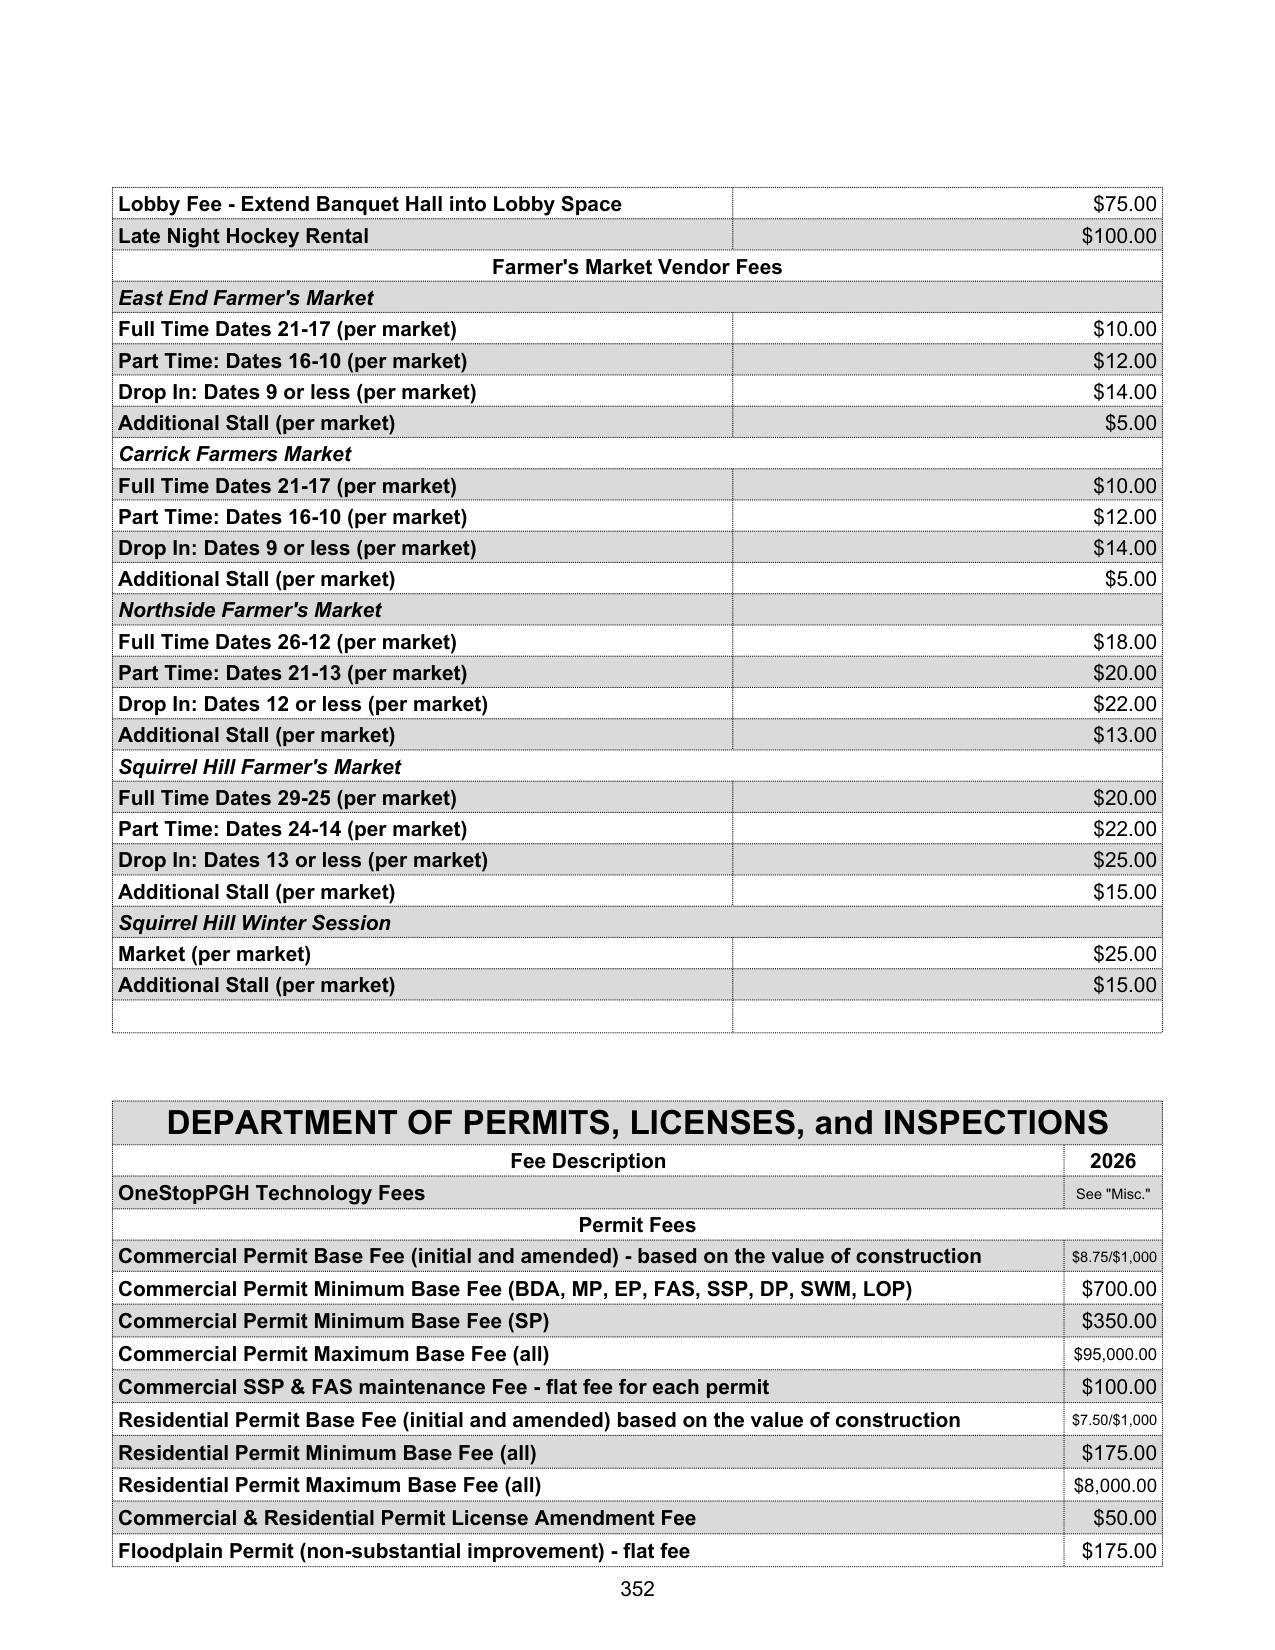 Lobby Fee - Extend Banquet Hall into Lobby Space $75.00
Late Night Hockey Rental $100.00
Farmer's Market Vendor Fees
East End Farmer's Market
Full Time Dates 21-17 (per market) $10.00
Part Time: Dates 16-10 (per market) $12.00
Drop In: Dates 9 or less (per market) $14.00
Additional Stall (per market) $5.00
Carrick Farmers Market
Full Time Dates 21-17 (per market) $10.00
Part Time: Dates 16-10 (per market) $12.00
Drop In: Dates 9 or less (per market) $14.00
Additional Stall (per market) $5.00
Northside Farmer's Market
Full Time Dates 26-12 (per market) $18.00
Part Time: Dates 21-13 (per market) $20.00
Drop In: Dates 12 or less (per market) $22.00
Additional Stall (per market) $13.00
Squirrel Hill Farmer's Market
Full Time Dates 29-25 (per market) $20.00
Part Time: Dates 24-14 (per market) $22.00
Drop In: Dates 13 or less (per market) $25.00
Additional Stall (per market) $15.00
Squirrel Hill Winter Session
Market (per market) $25.00
Additional Stall (per market) $15.00
DEPARTMENT OF PERMITS, LICENSES, and INSPECTIONS
Fee Description 2026
OneStopPGH Technology Fees See "Misc."
Permit Fees
Commercial Permit Base Fee (initial and amended) - based on the value of construction $8.75/$1,000
Commercial Permit Minimum Base Fee (BDA, MP, EP, FAS, SSP, DP, SWM, LOP) $700.00
Commercial Permit Minimum Base Fee (SP) $350.00
Commercial Permit Maximum Base Fee (all) $95,000.00
Commercial SSP & FAS maintenance Fee - flat fee for each permit $100.00
Residential Permit Base Fee (initial and amended) based on the value of construction $7.50/$1,000
Residential Permit Minimum Base Fee (all) $175.00
Residential Permit Maximum Base Fee (all) $8,000.00
Commercial & Residential Permit License Amendment Fee $50.00
Floodplain Permit (non-substantial improvement) - flat fee $175.00
352